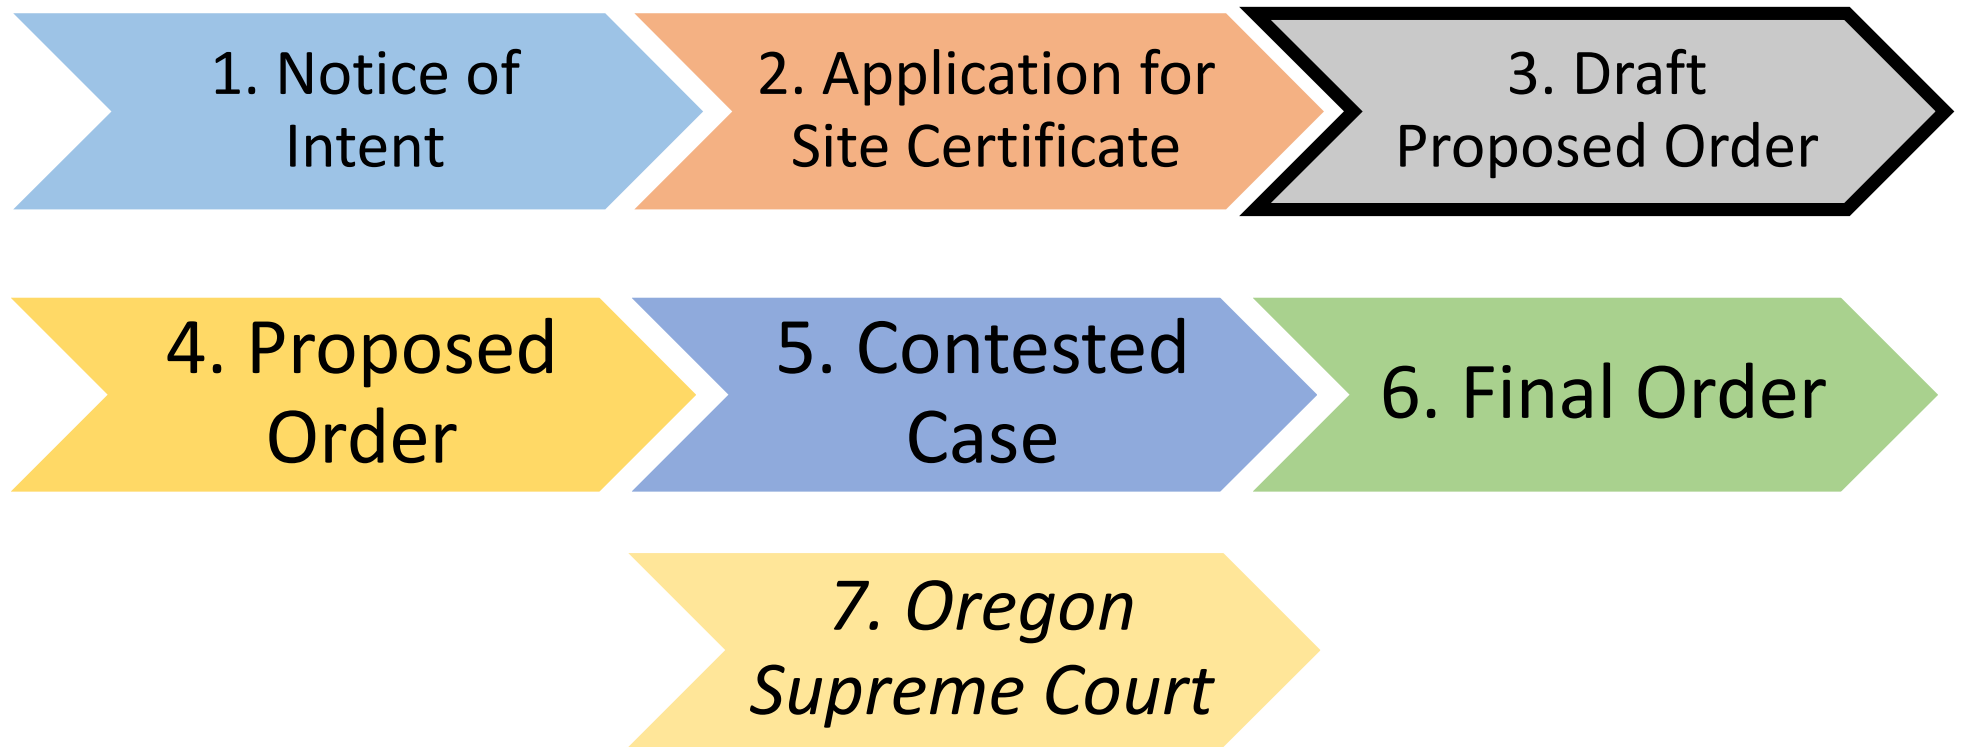 1. Notice of
Intent
2. Application for
Site Certificate
3. Draft
Proposed Order
4. Proposed
Order
5. Contested
Case
6. Final Order
7. Oregon
Supreme Court